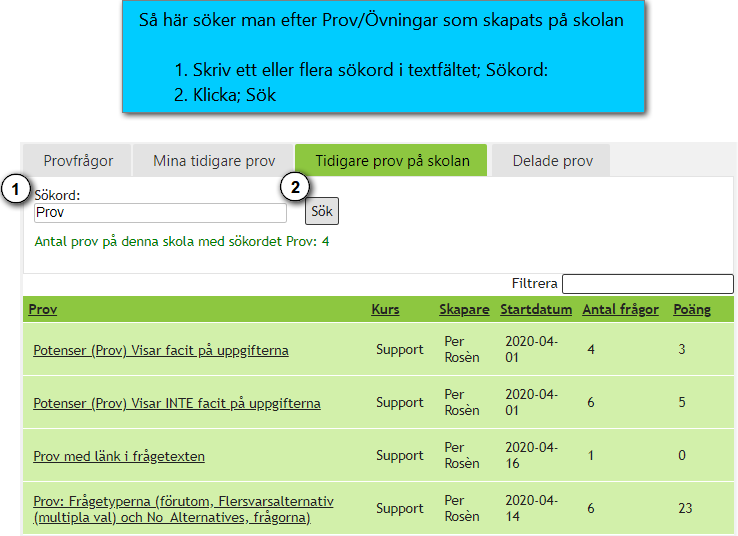 Så här söker man efter Prov/Övningar som skapats på skolan
1. Skriv ett eller flera sökord i textfältet; Sökord:
2. Klicka; Sök
Provfrågor Mina tidigare prov Tidigare prov på skolan Delade prov
1 2
Sökord:
Prov Sök
Antal prov på denna skola med sökordet Prov: 4
Filtrera
Prov Kurs Skapare Startdatum Antal frågor Poäng
Potenser (Prov) Visar facit på uppgifterna Support Per Rosèn 2020-04-01 4 3
Potenser (Prov) Visar INTE facit på uppgifterna Support Per Rosèn 2020-04-01 6 5
Prov med länk i frågetexten Support Per Rosèn 2020-04-16 1 0
Prov: Frågetyperna (förutom, Flersvarsalternativ
(multipla val) och No_Alternatives, frågorna) Support Per Rosèn 2020-04-14 6 23